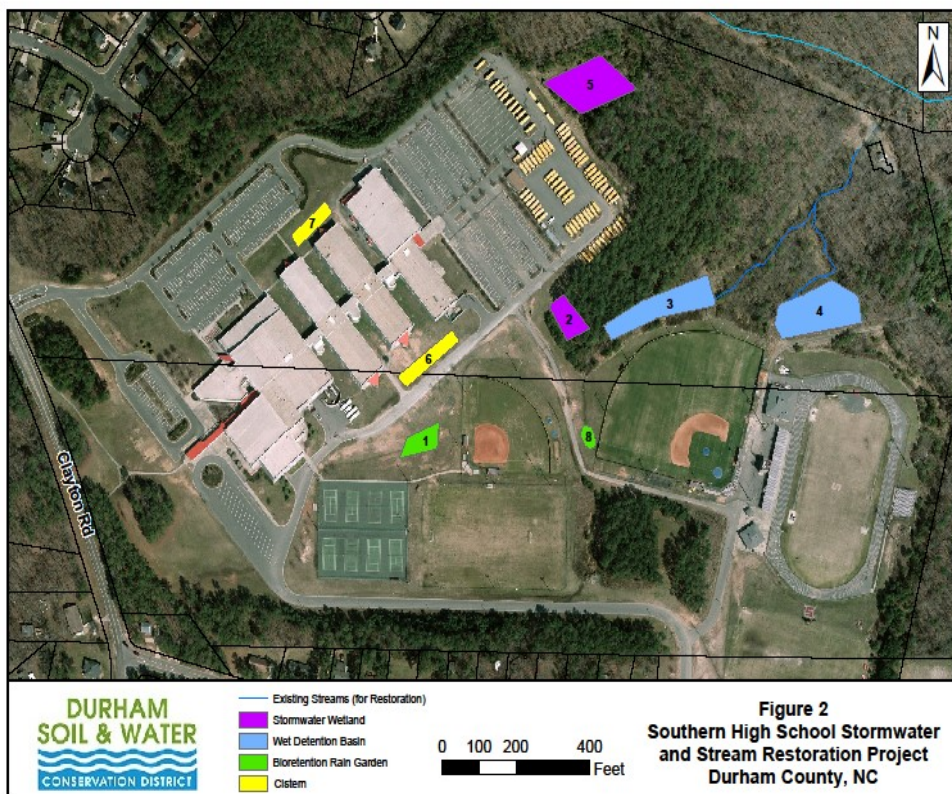 N
5
7
3
4
2
6
1
8
Clayton Rd
DURHAM
SOIL & WATER
CONSERVATION DISTRICT
Existing Streams (for Restoration)
Stormwater Wetland
Wet Detention Basin
Bioretention Rain Garden
Cistern
0 100 200 400
Feet
Figure 2
Southern High School Stormwater
and Stream Restoration Project
Durham County, NC